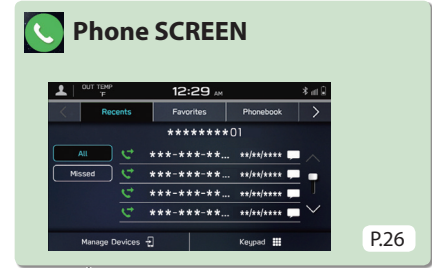 Phone SCREEN
OUT TEMP
°F
12:29 AM
Recents Favorites Phonebook
********01
All ***-***-**... **/**/****
Missed ***-***-**... **/**/****
***-***-**... **/**/****
***-***-**... **/**/****
Manage Devices Keypad
P.26